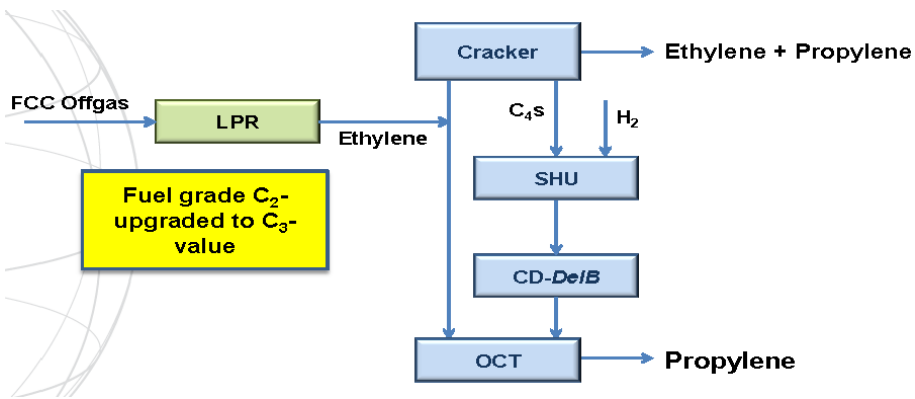 Cracker
Ethylene + Propylene
FCC Offgas
LPR
Ethylene
C₄s
H₂
SHU
Fuel grade C₂-
upgraded to C₃-
value
CD-DeIB
OCT
Propylene